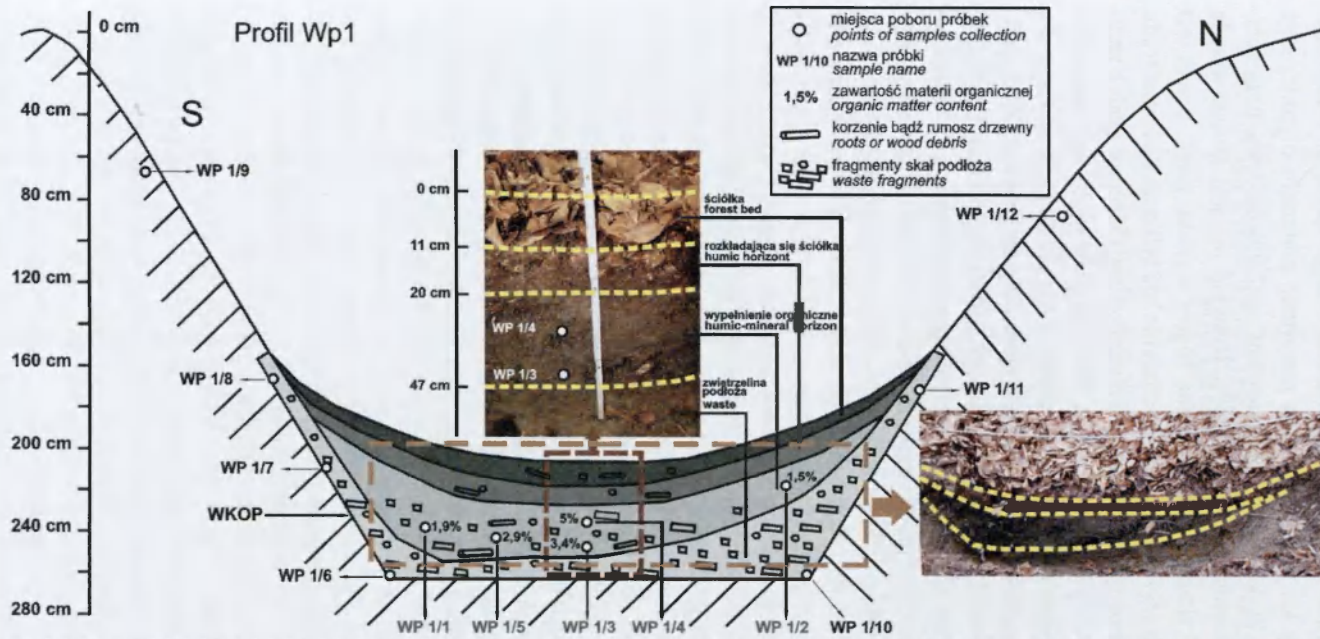 Profil Wp1
S
N
0 cm
40 cm
80 cm
120 cm
160 cm
200 cm
240 cm
280 cm
miejsca poboru próbek
points of samples collection
WP 1/10 nazwa próbki
sample name
1,5% zawartość materii organicznej
organic matter content
korzenie bądź rumosz drzewny
roots or wood debris
fragmenty skał podłoża
waste fragments
WP 1/9
WP 1/12
0 cm
11 cm
20 cm
47 cm
WP 1/4
WP 1/3
ściółka
forest bed
rozkładająca się ściółka
humic horizont
wypełnienie organiczne
humic-mineral horizon
zwietrzelina
podłoża
waste
WP 1/8
WP 1/11
WP 1/7
WKOP
WP 1/6
1,9%
2,9%
5%
3,4%
1,5%
WP 1/1
WP 1/5
WP 1/3
WP 1/4
WP 1/2
WP 1/10